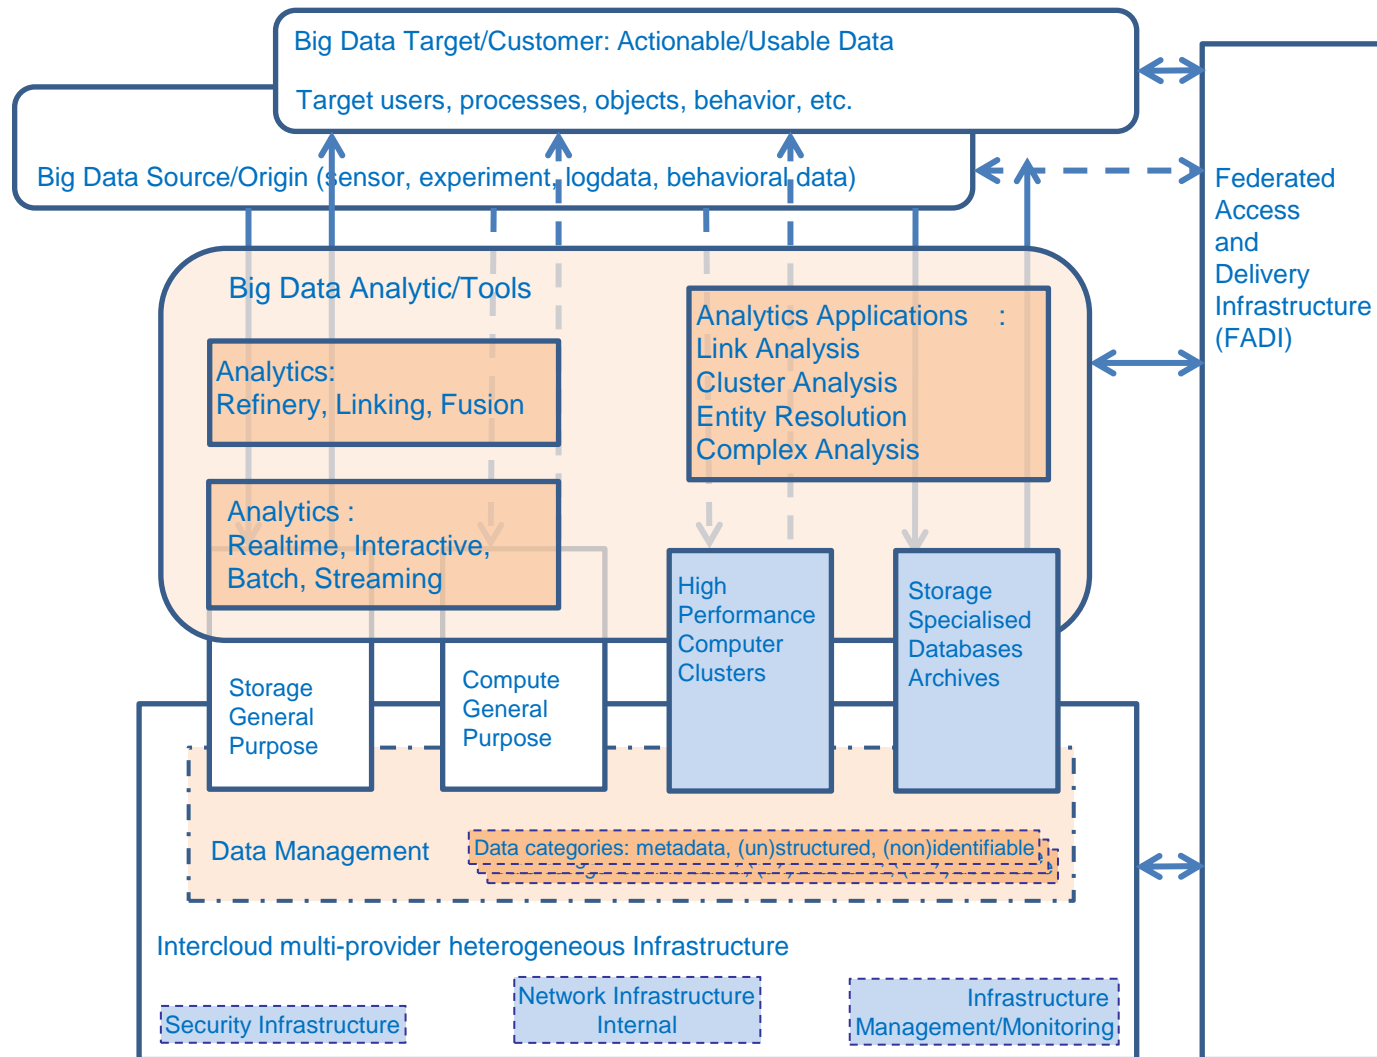 Big Data Target/Customer: Actionable/Usable Data
Target users, processes, objects, behavior, etc.
Big Data Source/Origin (sensor, experiment, logdata, behavioral data)
Federated
Access
and
Delivery
Infrastructure
(FADI)
Big Data Analytic/Tools
Analytics:
Refinery, Linking, Fusion
Analytics Applications :
Link Analysis
Cluster Analysis
Entity Resolution
Complex Analysis
Analytics :
Realtime, Interactive,
Batch, Streaming
Storage
General
Purpose
Compute
General
Purpose
High
Performance
Computer
Clusters
Storage
Specialised
Databases
Archives
Data Management
Data categories: metadata, (un)structured, (non)identifiable
Intercloud multi-provider heterogeneous Infrastructure
Security Infrastructure
Network Infrastructure
Internal
Infrastructure
Management/Monitoring